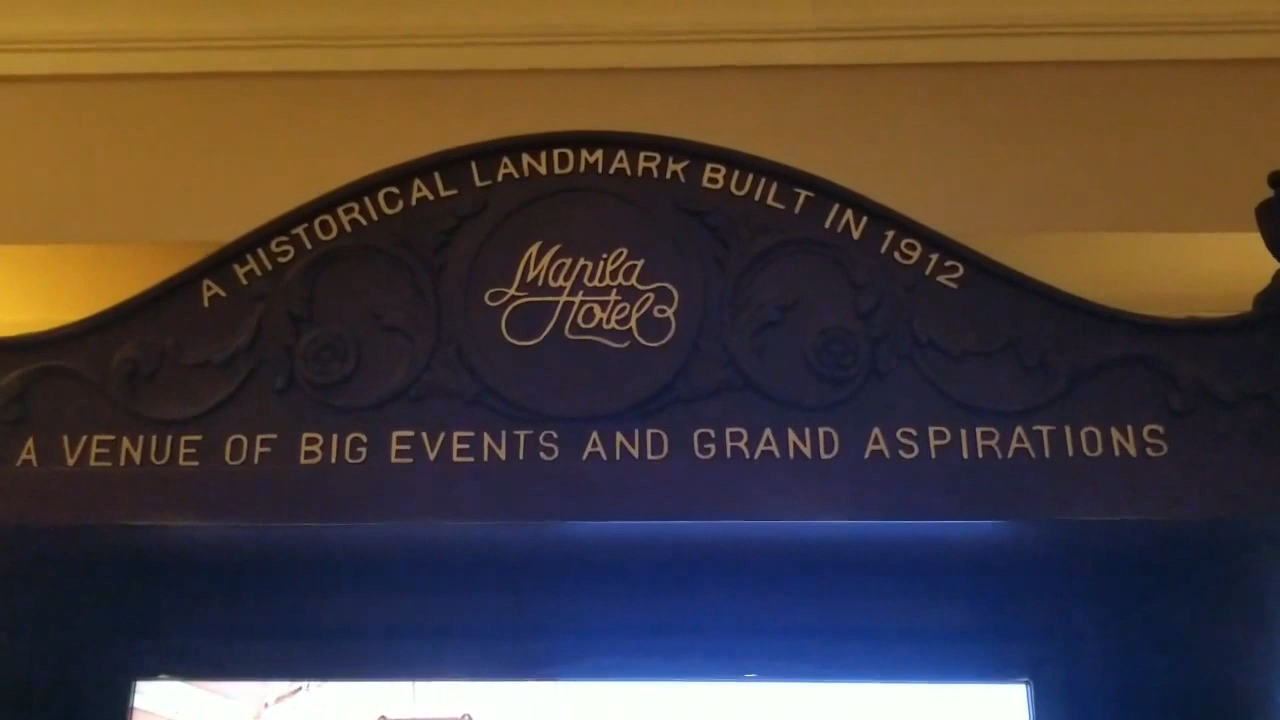 A HISTORICAL LANDMARK BUILT IN 1912
Manila
Hotel
A VENUE OF BIG EVENTS AND GRAND ASPIRATIONS